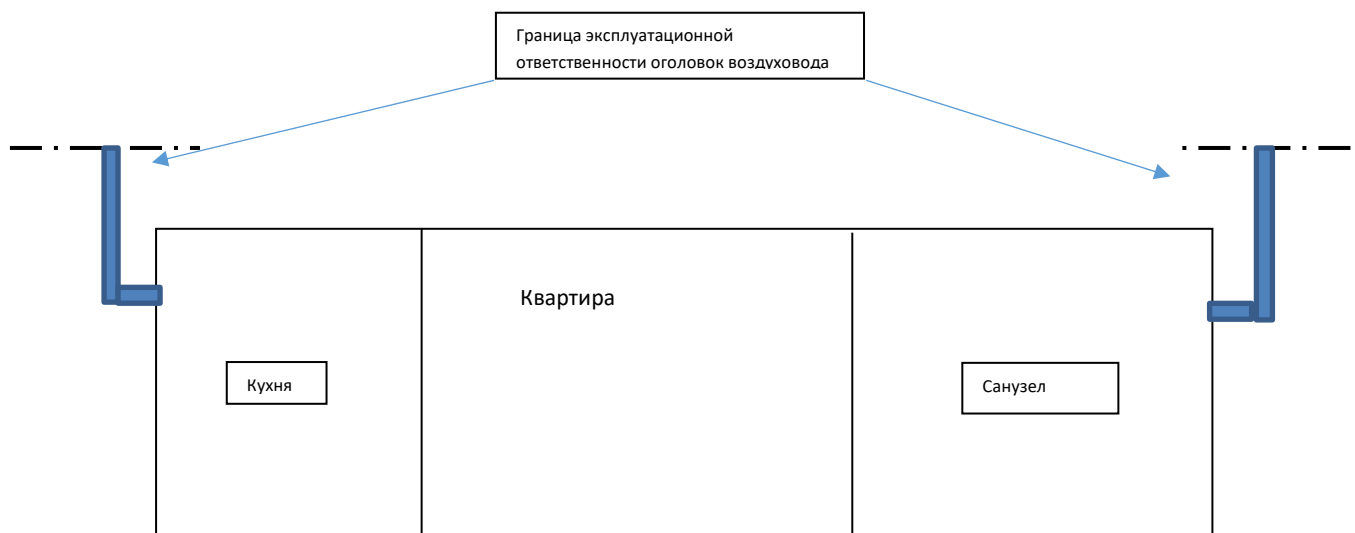 Граница эксплуатационной
ответственности оголовок воздуховода
Квартира
Кухня
Санузел